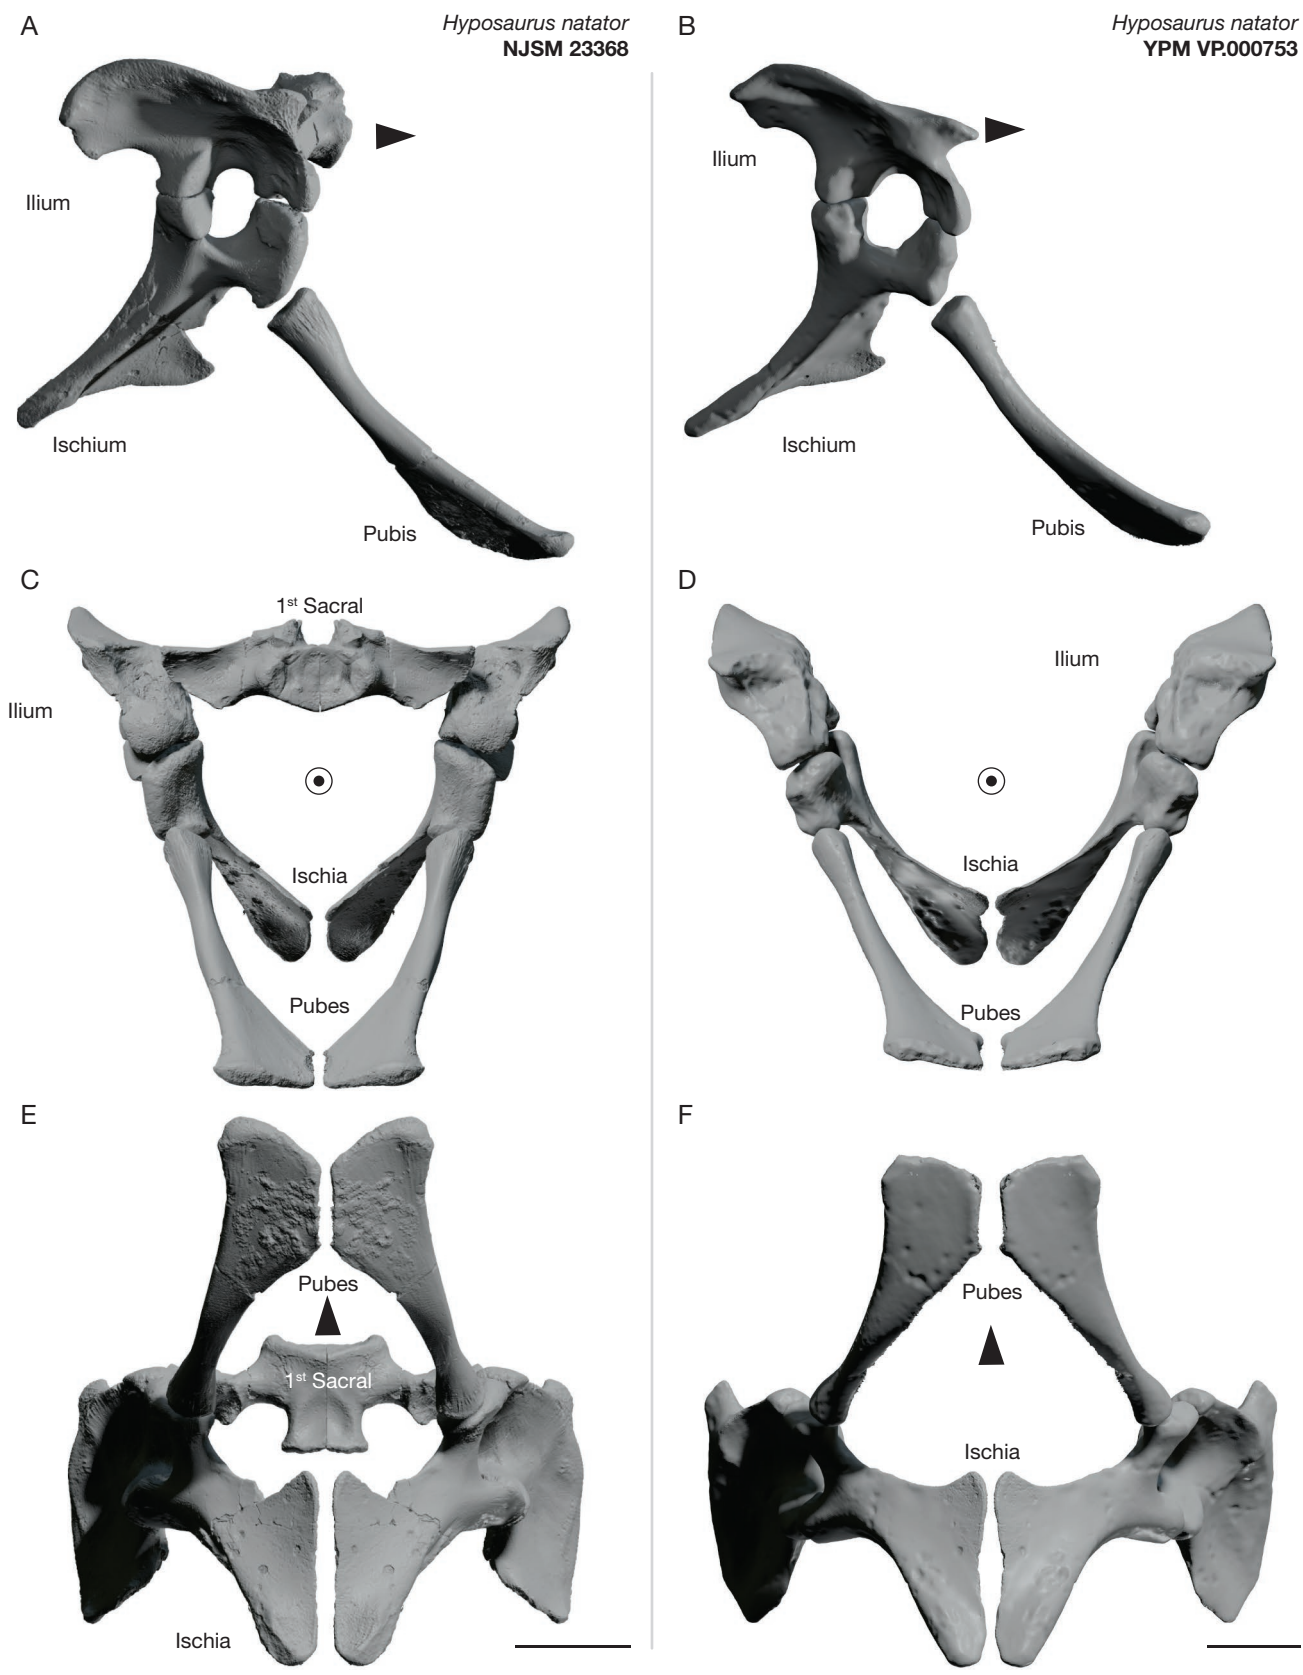 A
Hyposaurus natator
NJSM 23368
B
Hyposaurus natator
YPM VP.000753
Ilium
Ilium
Ischium
Ischium
Pubis
Pubis
C
1st Sacral
D
Ilium
Ilium
Ischia
Ischia
Pubes
Pubes
E
F
Pubes
Pubes
1st Sacral
Ischia
Ischia